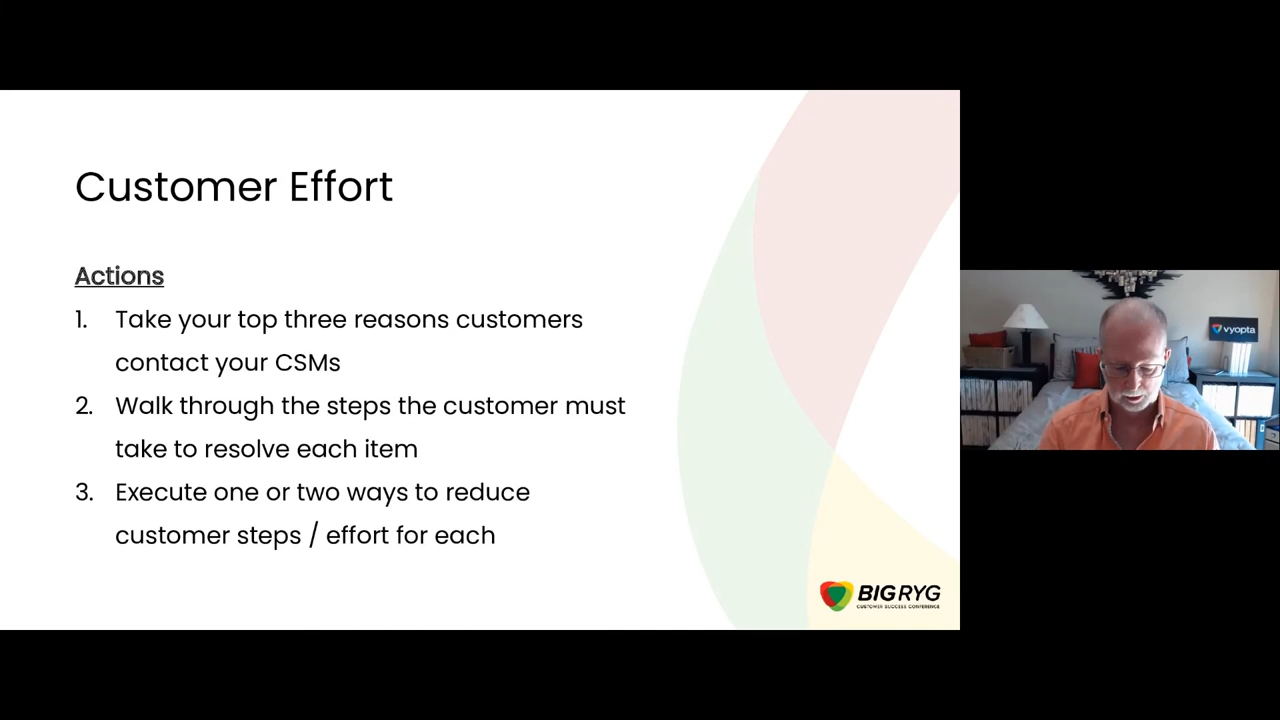 Customer Effort
Actions
1. Take your top three reasons customers
contact your CSMs
2. Walk through the steps the customer must
take to resolve each item
3. Execute one or two ways to reduce
customer steps / effort for each
BIGRYG
CUSTOMER SUCCESS CONFERENCE
vyopta